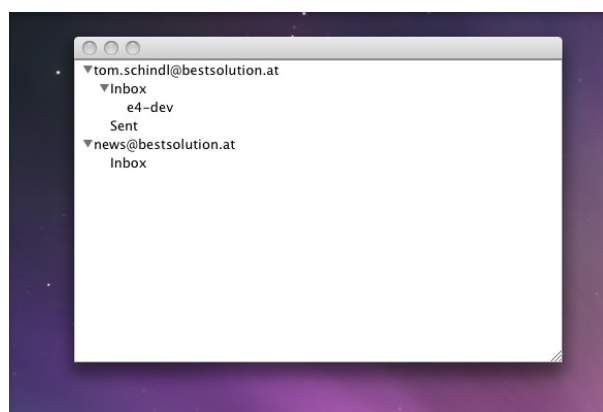 tom.schindl@bestsolution.at
Inbox
e4-dev
Sent
news@bestsolution.at
Inbox